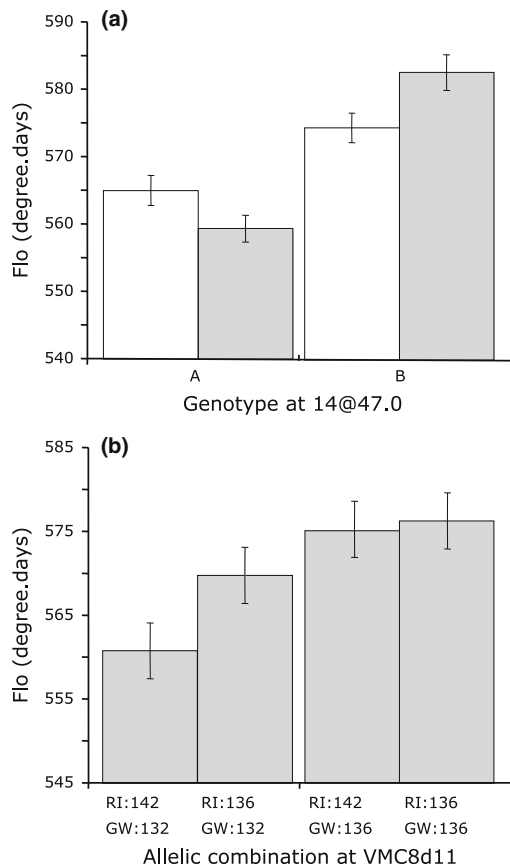 (a)
Flo (degree.days)
590
580
570
560
550
540
A B
Genotype at 14@47.0
(b)
Flo (degree.days)
585
575
565
555
545
RI:142 RI:136 RI:142 RI:136
GW:132 GW:132 GW:136 GW:136
Allelic combination at VMC8d11